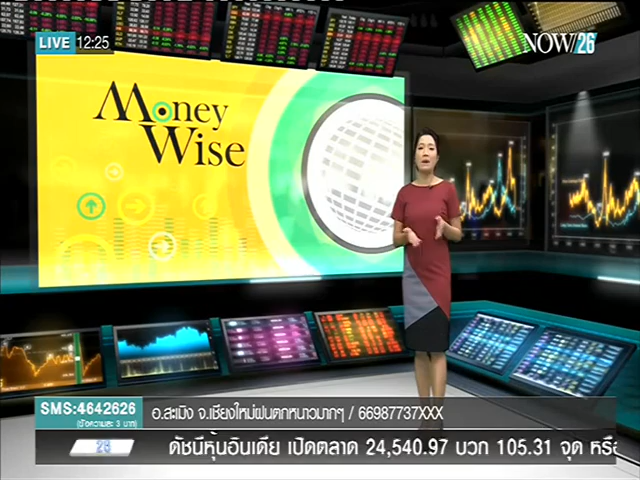 LIVE 12:25
NOW/26
Money
Wise
SMS:4642626
(ข้อความละ 3 บาท)
อ.สะเมิง จ.เชียงใหม่ฝนตกหนาวมากๆ / 66987737XXX
26
ดัชนีหุ้นอินเดีย เปิดตลาด 24,540.97 บวก 105.31 จุด หรือ